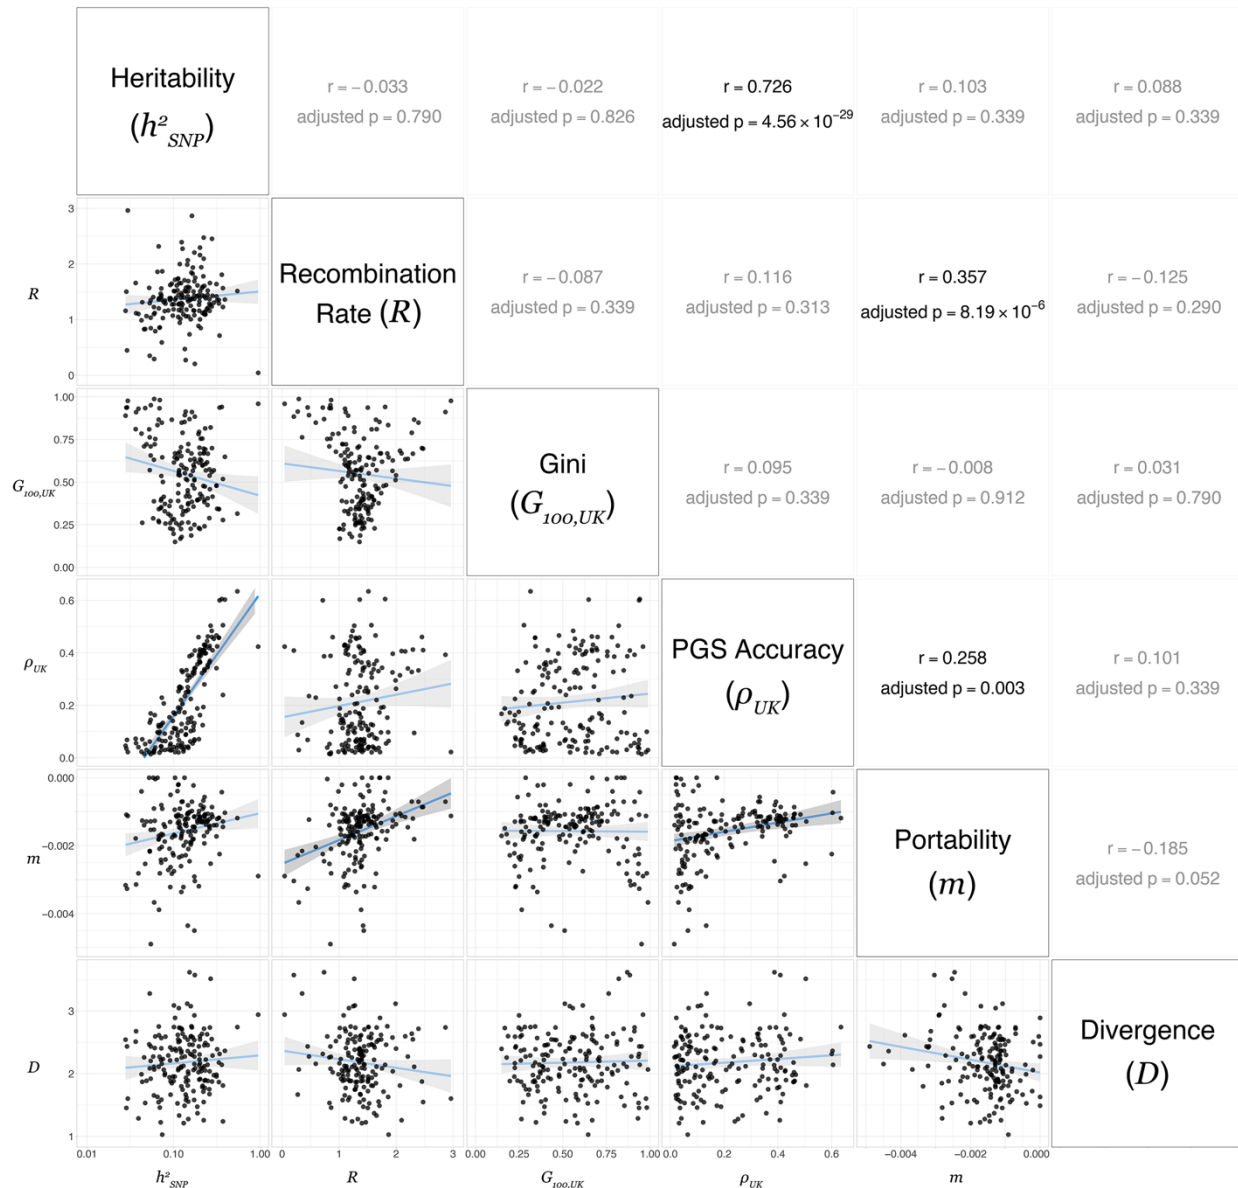 Heritability
(h²SNP)
r = −0.033
adjusted p = 0.790
r = −0.022
adjusted p = 0.826
r = 0.726
adjusted p = 4.56 × 10⁻²⁹
r = 0.103
adjusted p = 0.339
r = 0.088
adjusted p = 0.339
3
2
1
0
R
Recombination
Rate (R)
r = −0.087
adjusted p = 0.339
r = 0.116
adjusted p = 0.313
r = 0.357
adjusted p = 8.19 × 10⁻⁶
r = −0.125
adjusted p = 0.290
1.00
0.75
0.50
0.25
0.00
G100,UK
Gini
(G100,UK)
r = 0.095
adjusted p = 0.339
r = −0.008
adjusted p = 0.912
r = 0.031
adjusted p = 0.790
0.6
0.4
0.2
0.0
ρUK
PGS Accuracy
(ρUK)
r = 0.258
adjusted p = 0.003
r = 0.101
adjusted p = 0.339
0.000
−0.002
−0.004
m
Portability
(m)
r = −0.185
adjusted p = 0.052
3
2
1
D
Divergence
(D)
0.01 0.10 1.00
0 1 2 3
0.00 0.25 0.50 0.75 1.00
0.0 0.2 0.4 0.6
−0.004 −0.002 0.000
h²SNP
R
G100,UK
ρUK
m